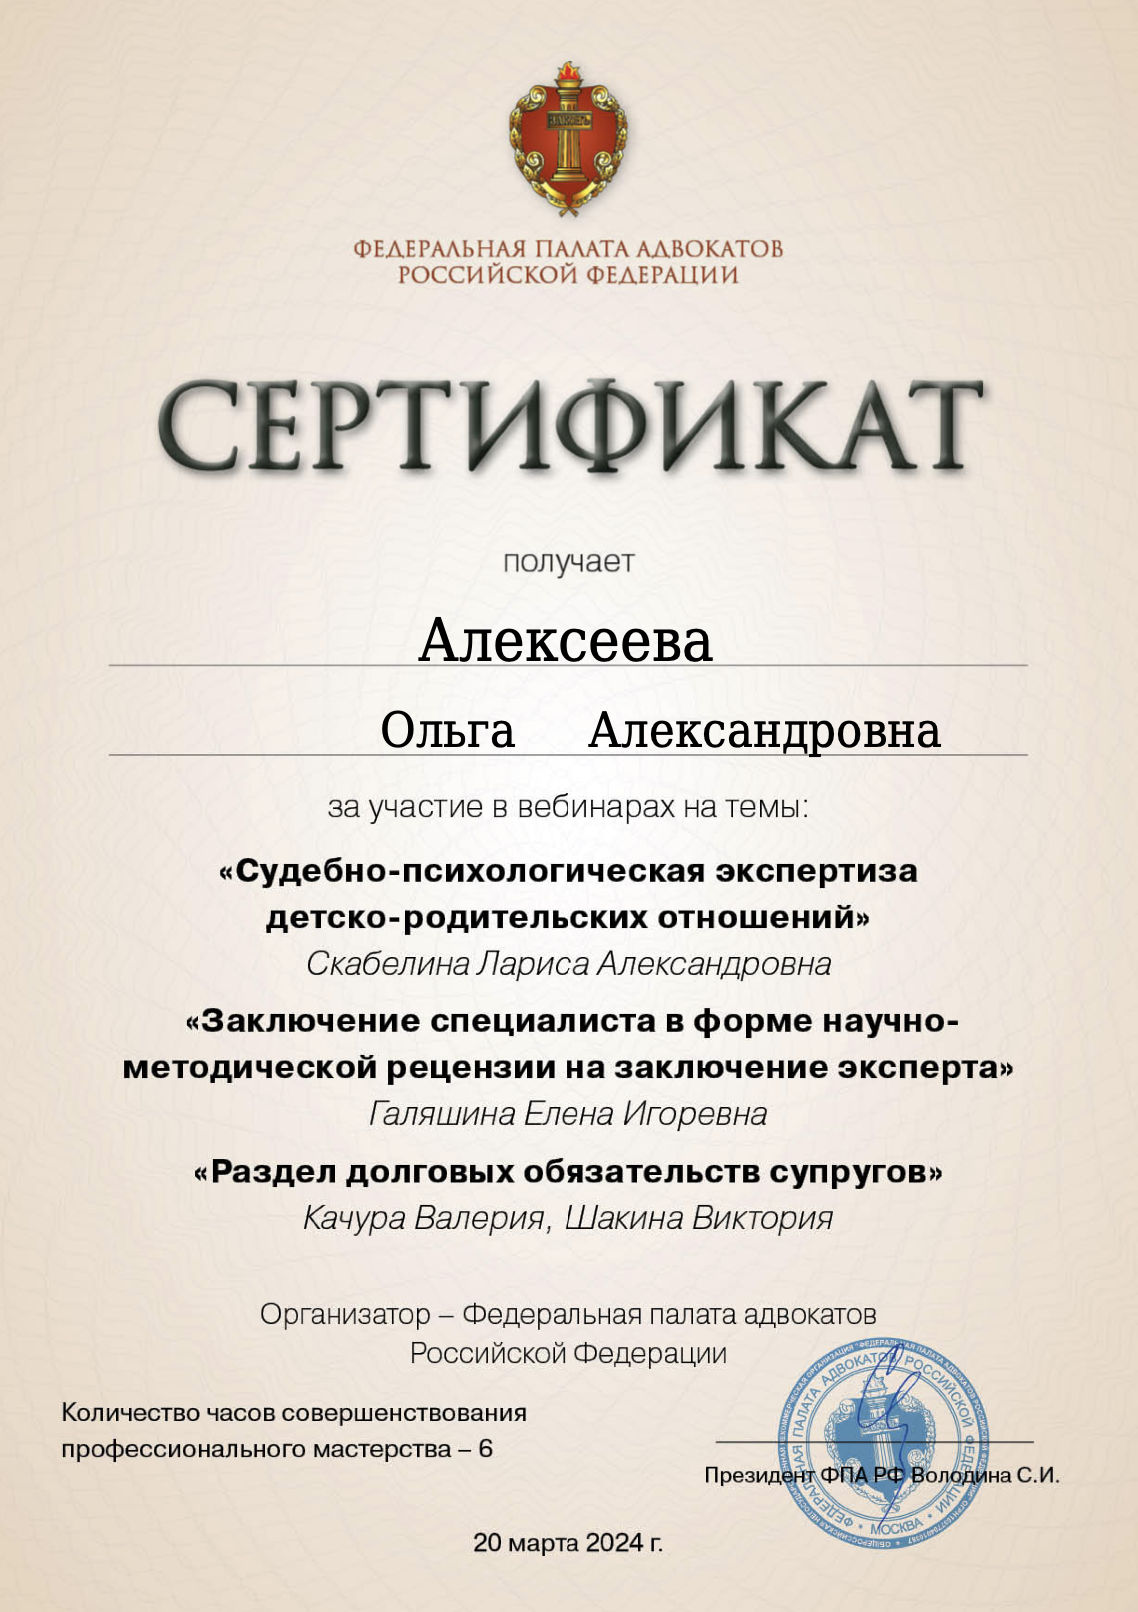 ЗАКОНЪ
ФЕДЕРАЛЬНАЯ ПАЛАТА АДВОКАТОВ
РОССИЙСКОЙ ФЕДЕРАЦИИ
СЕРТИФИКАТ
получает
Алексеева
Ольга Александровна
за участие в вебинарах на темы:
«Судебно-психологическая экспертиза
детско-родительских отношений»
Скабелина Лариса Александровна
«Заключение специалиста в форме научно-
методической рецензии на заключение эксперта»
Галяшина Елена Игоревна
«Раздел долговых обязательств супругов»
Качура Валерия, Шакина Виктория
Организатор – Федеральная палата адвокатов
Российской Федерации
Количество часов совершенствования
профессионального мастерства – 6
Президент ФПА РФ Володина С.И.
ФЕДЕРАЛЬНАЯ ПАЛАТА АДВОКАТОВ РОССИЙСКОЙ ФЕДЕРАЦИИ
МОСКВА
20 марта 2024 г.